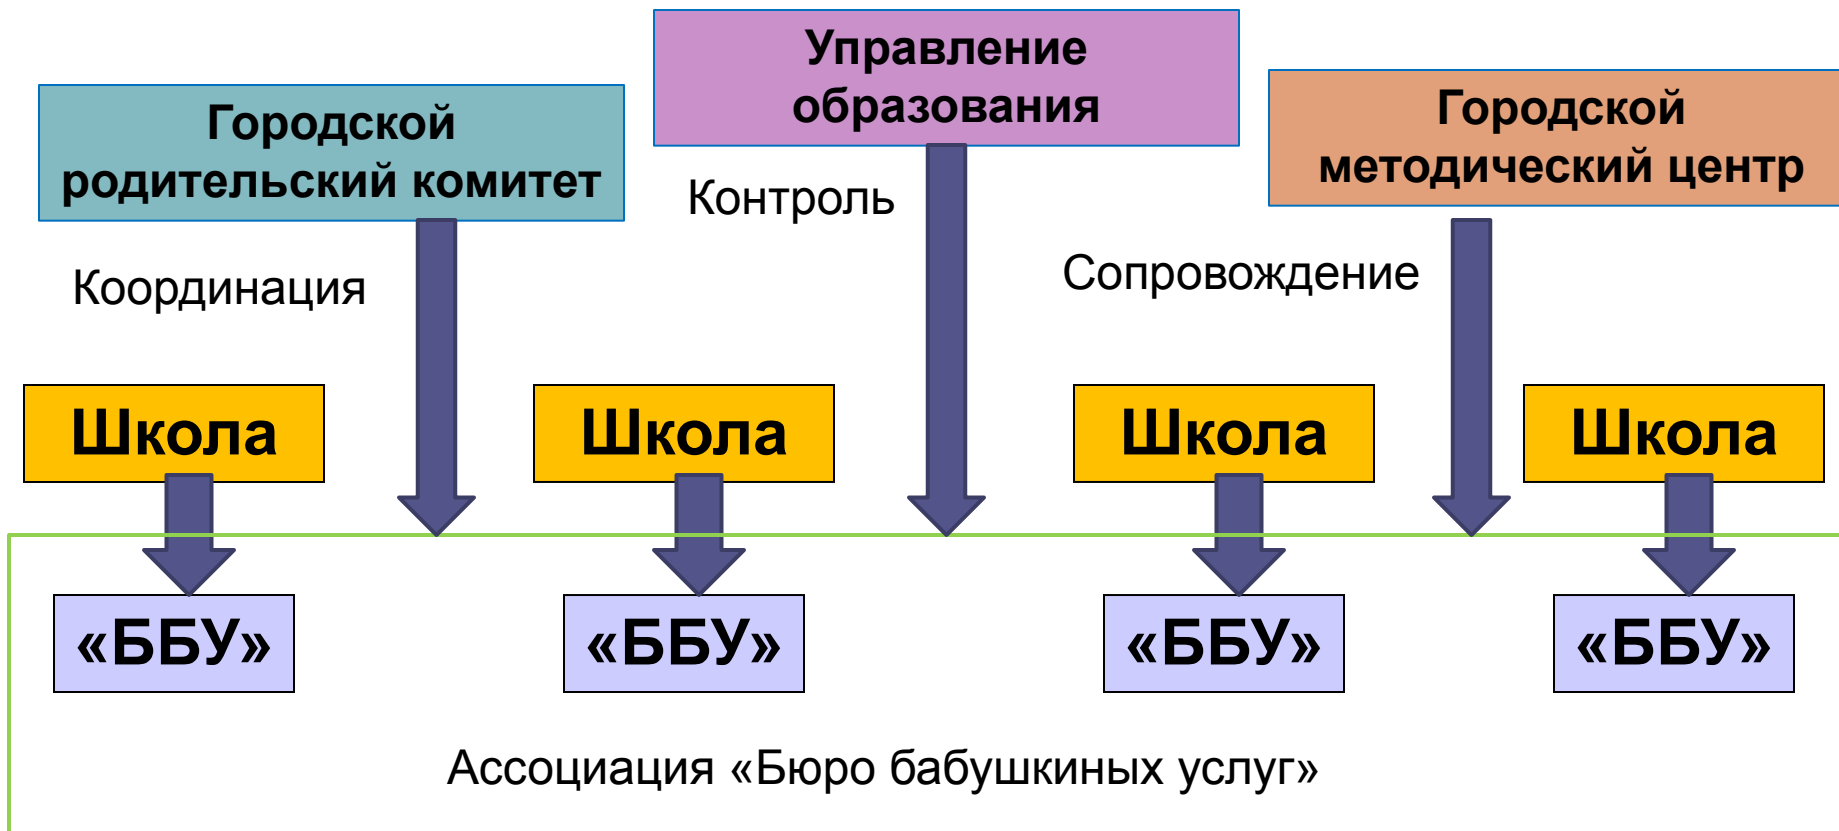 Управление
образования
Городской
родительский комитет
Городской
методический центр
Контроль
Координация
Сопровождение
Школа
Школа
Школа
Школа
«ББУ»
«ББУ»
«ББУ»
«ББУ»
Ассоциация «Бюро бабушкиных услуг»